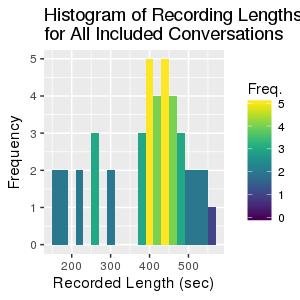 Histogram of Recording Lengths
for All Included Conversations
Frequency
5
4
3
2
1
0
200 300 400 500
Recorded Length (sec)
Freq.
5
4
3
2
1
0